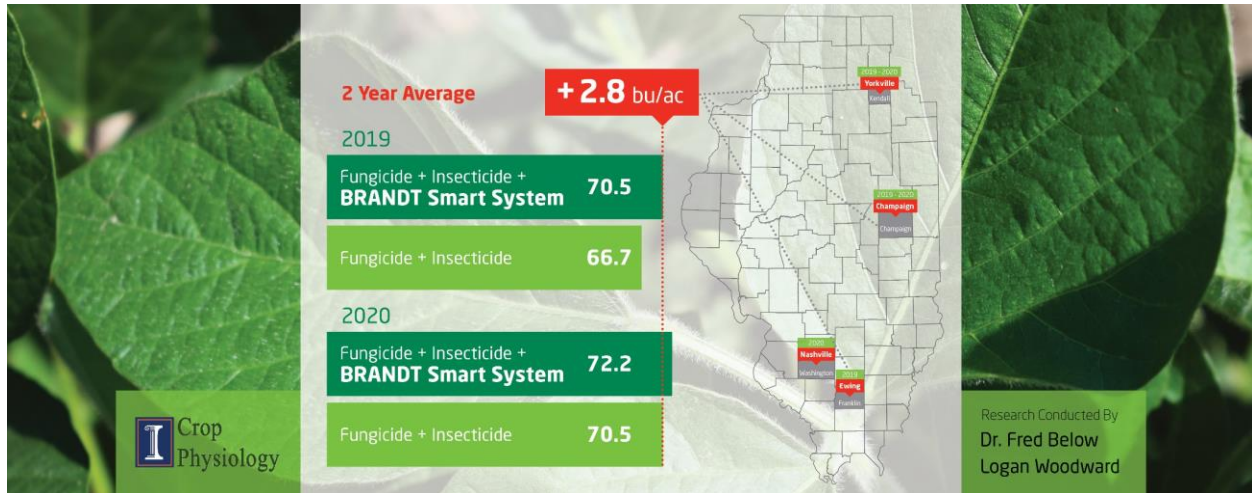 2 Year Average
+2.8 bu/ac
2019
Fungicide + Insecticide +
BRANDT Smart System
70.5
Fungicide + Insecticide
66.7
2020
Fungicide + Insecticide +
BRANDT Smart System
72.2
Fungicide + Insecticide
70.5
2019 - 2020
Yorkville
Kendall
2019 - 2020
Champaign
Champaign
2020
Nashville
Washington
2019
Ewing
Franklin
I
Crop
Physiology
Research Conducted By
Dr. Fred Below
Logan Woodward